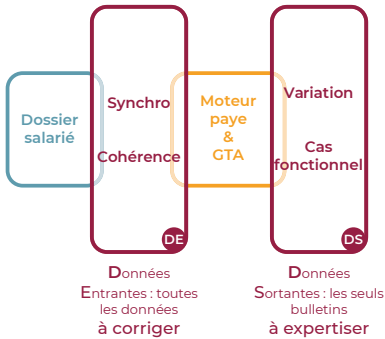 Dossier
salarié
Synchro
Cohérence
DE
Moteur
paye
&
GTA
Variation
Cas
fonctionnel
DS
Données
Entrantes : toutes
les données
à corriger
Données
Sortantes : les seuls
bulletins
à expertiser